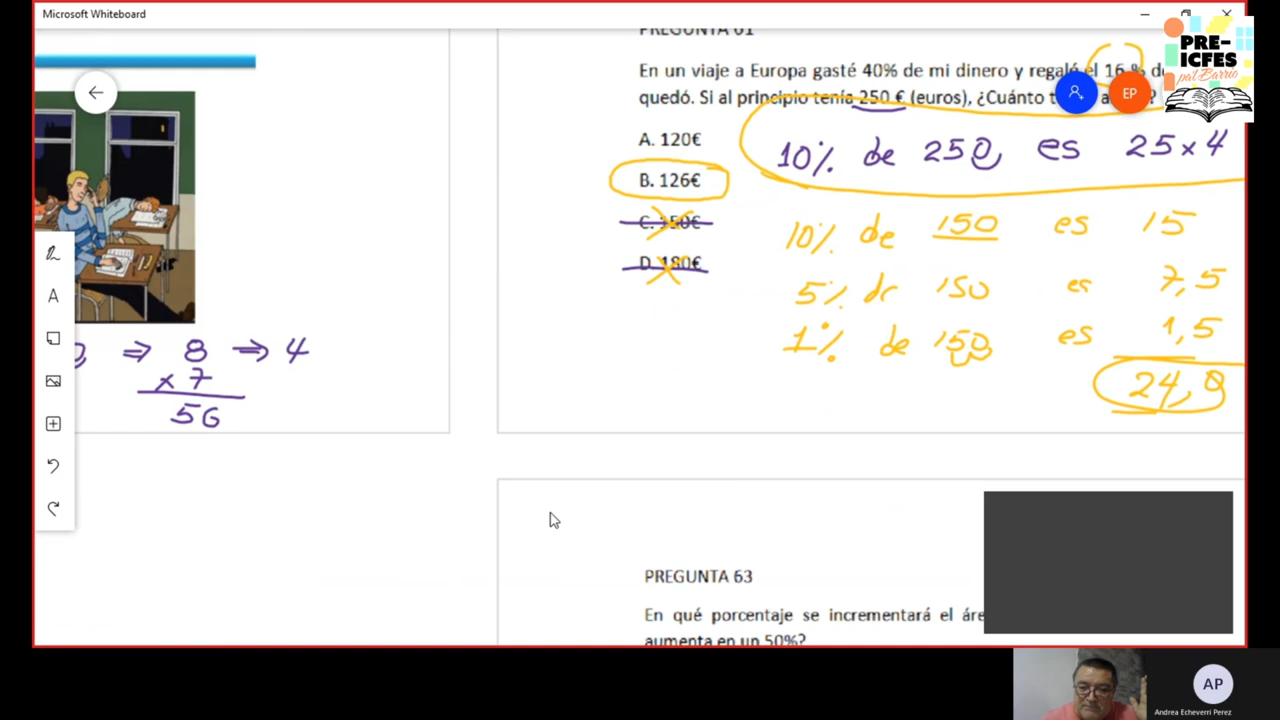 Microsoft Whiteboard
PRE-
ICFES
pa'l Barrio
PREGUNTA 61
En un viaje a Europa gasté 40% de mi dinero y regalé el 16 % de
quedó. Si al principio tenía 250 € (euros), ¿Cuánto
EP
A. 120€
B. 126€
C. 150€
D. 180€
10% de 250 es 25 x 4
10% de 150 es 15
5% de 150 es 7,5
1% de 150 es 1,5
24,0
⇒ 8 → 4
x 7
56
A
PREGUNTA 63
En qué porcentaje se incrementará el
aumenta en un 50%?
AP
Andrea Echeverri Perez